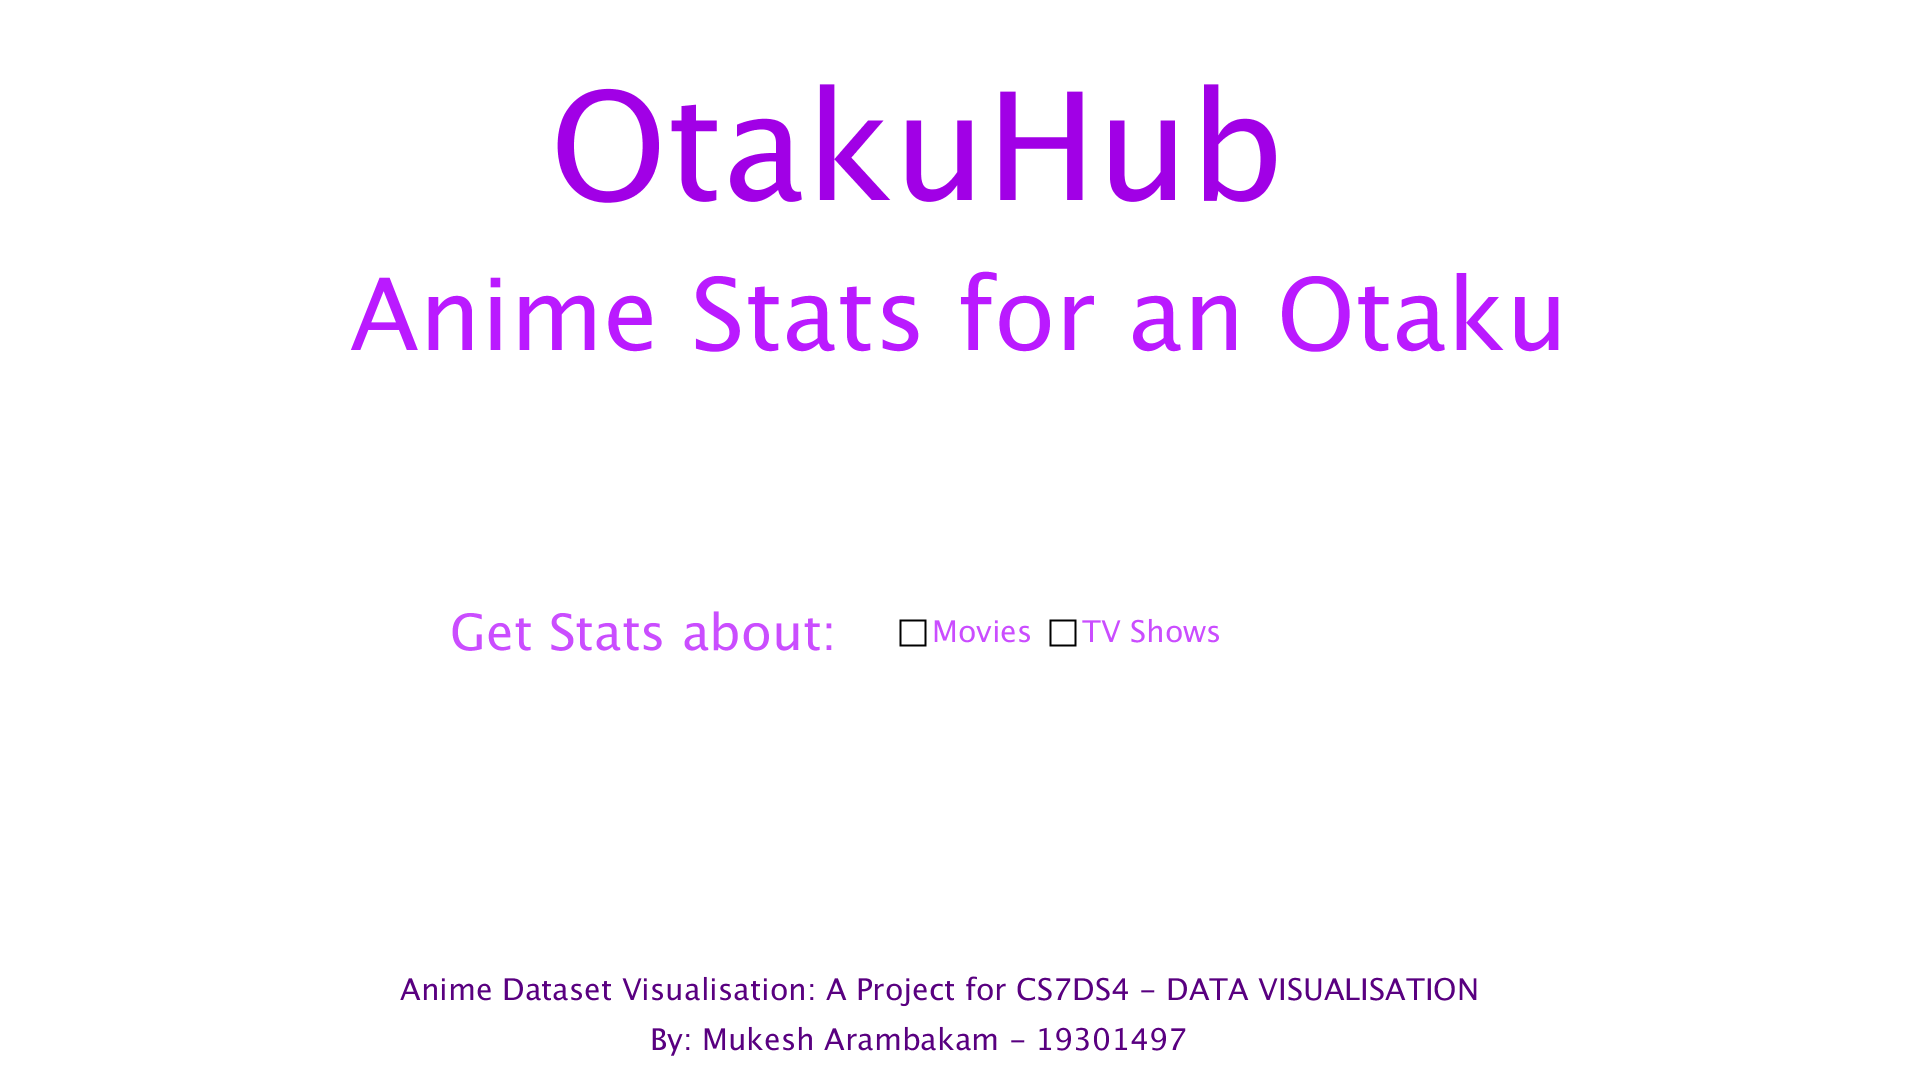 OtakuHub
Anime Stats for an Otaku
Get Stats about: Movies TV Shows
Anime Dataset Visualisation: A Project for CS7DS4 – DATA VISUALISATION
By: Mukesh Arambakam – 19301497